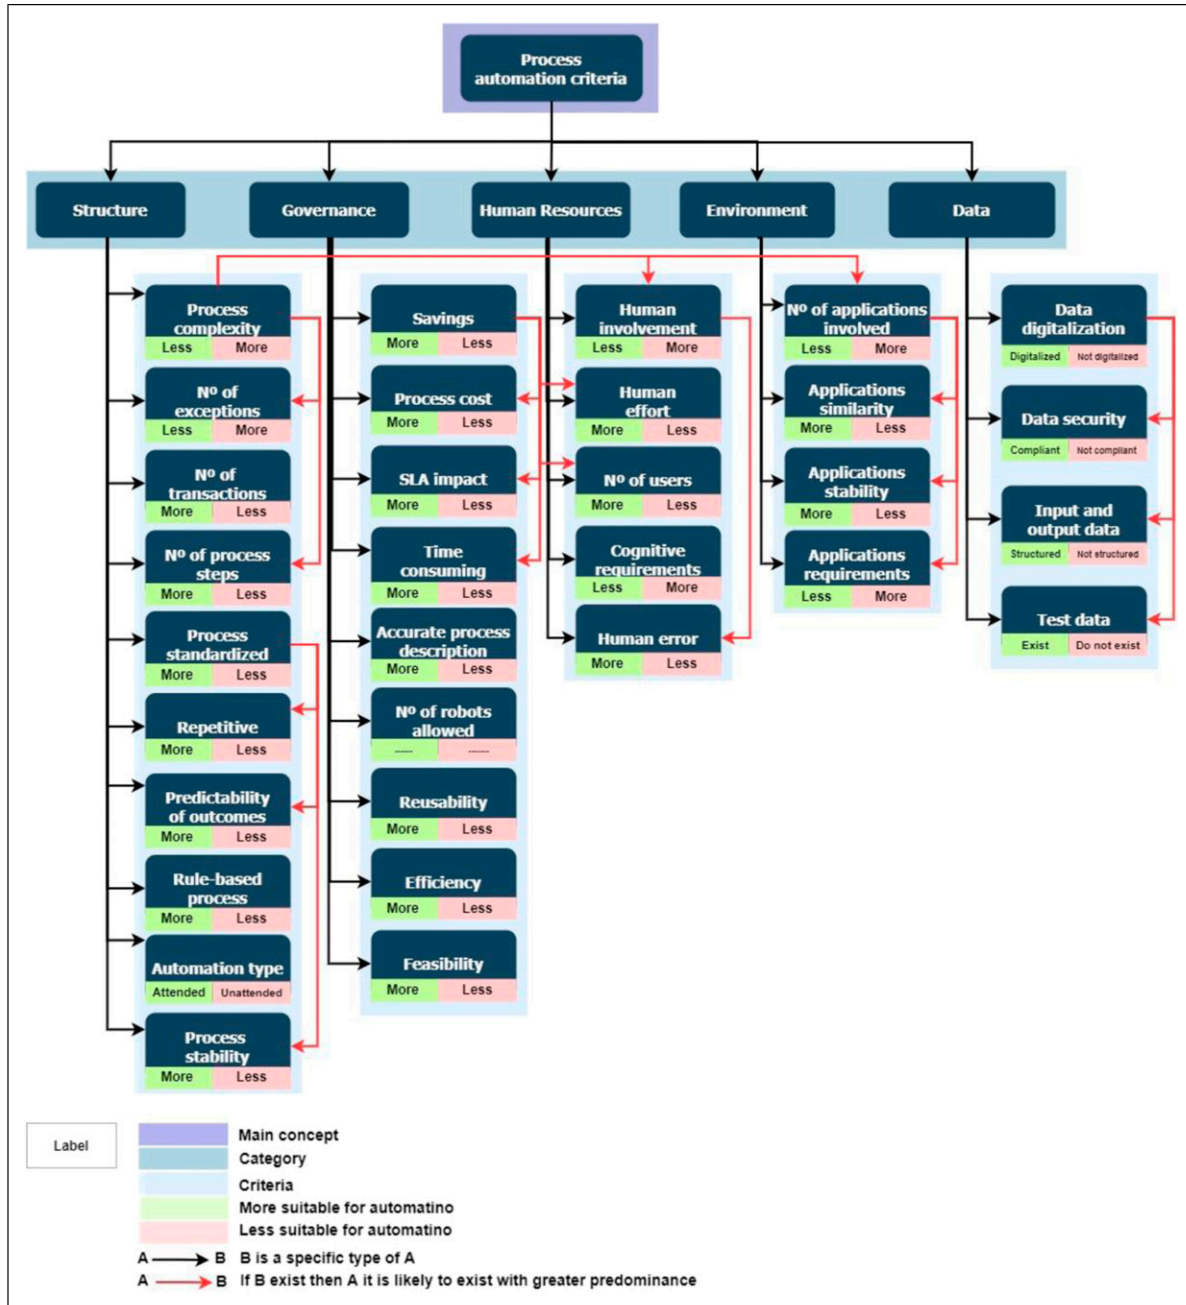 Process
automation criteria
Structure
Governance
Human Resources
Environment
Data
Process
complexity
Less More
Nº of
exceptions
Less More
Nº of
transactions
More Less
Nº of process
steps
More Less
Process
standardized
More Less
Repetitive
More Less
Predictability
of outcomes
More Less
Rule-based
process
More Less
Automation type
Attended Unattended
Process
stability
More Less
Savings
More Less
Process cost
More Less
SLA impact
More Less
Time
consuming
More Less
Accurate process
description
More Less
Nº of robots
allowed
...... .......
Reusability
More Less
Efficiency
More Less
Feasibility
More Less
Human
involvement
Less More
Human
effort
More Less
Nº of users
More Less
Cognitive
requirements
Less More
Human error
More Less
Nº of applications
involved
Less More
Applications
similarity
More Less
Applications
stability
More Less
Applications
requirements
Less More
Data
digitalization
Digitalized Not digitalized
Data security
Compliant Not compliant
Input and
output data
Structured Not structured
Test data
Exist Do not exist
Label
Main concept
Category
Criteria
More suitable for automatino
Less suitable for automatino
A B B is a specific type of A
A B If B exist then A it is likely to exist with greater predominance